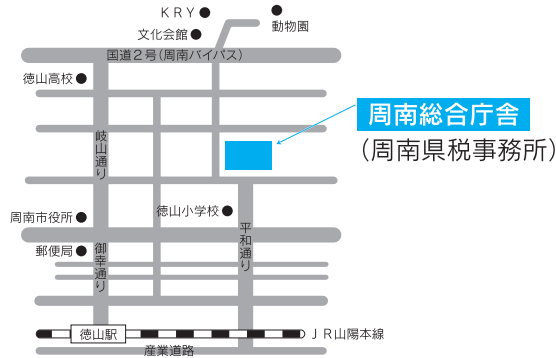 KRY
動物園
文化会館
国道２号(周南バイパス)
徳山高校
周南総合庁舎
(周南県税事務所)
岐山通り
徳山小学校
周南市役所
平和通り
郵便局
御幸通り
徳山駅
JR山陽本線
産業道路